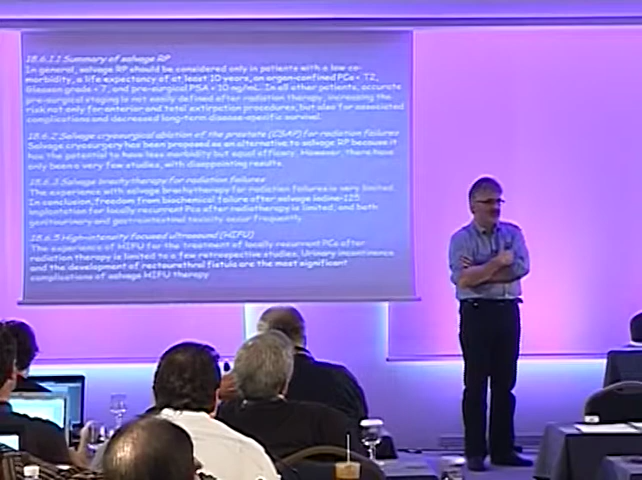 18.6.1.1 Summary of salvage RP
In general, salvage RP should be considered only in patients with a low co-
morbidity, a life expectancy of at least 10 years, an organ-confined PCa < T2,
Gleason grade < 7, and pre-surgical PSA < 10 ng/mL. In all other patients, accurate
pre-surgical staging is not easily defined after radiation therapy, increasing the
risk not only for anterior and total extirpation procedures, but also for associated
complications and decreased long-term disease-specific survival.
18.6.2 Salvage cryosurgical ablation of the prostate (CSAP) for radiation failures
Salvage cryosurgery has been proposed as an alternative to salvage RP because it
has the potential to have less morbidity but equal efficacy. However, there have
only been a very few studies, with disappointing results.
18.6.3 Salvage brachytherapy for radiation failures
The experience with salvage brachytherapy for radiation failures is very limited.
In conclusion, freedom from biochemical failure after salvage iodine-125
implantation for locally recurrent Pca after radiotherapy is limited, and both
genitourinary and gastrointestinal toxicity occur frequently.
18.6.5 High-intensity focused ultrasound (HIFU)
The experience of HIFU for the treatment of locally recurrent PCa after
radiation therapy is limited to a few retrospective studies. Urinary incontinence
and the development of rectourethral fistula are the most significant
complications of salvage HIFU therapy